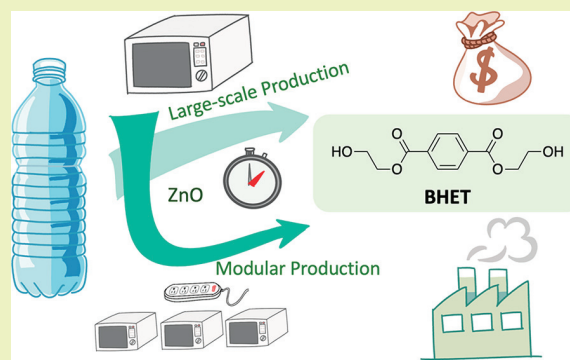 Large-scale Production
$
ZnO
HO
O
O
O
O
OH
BHET
Modular Production